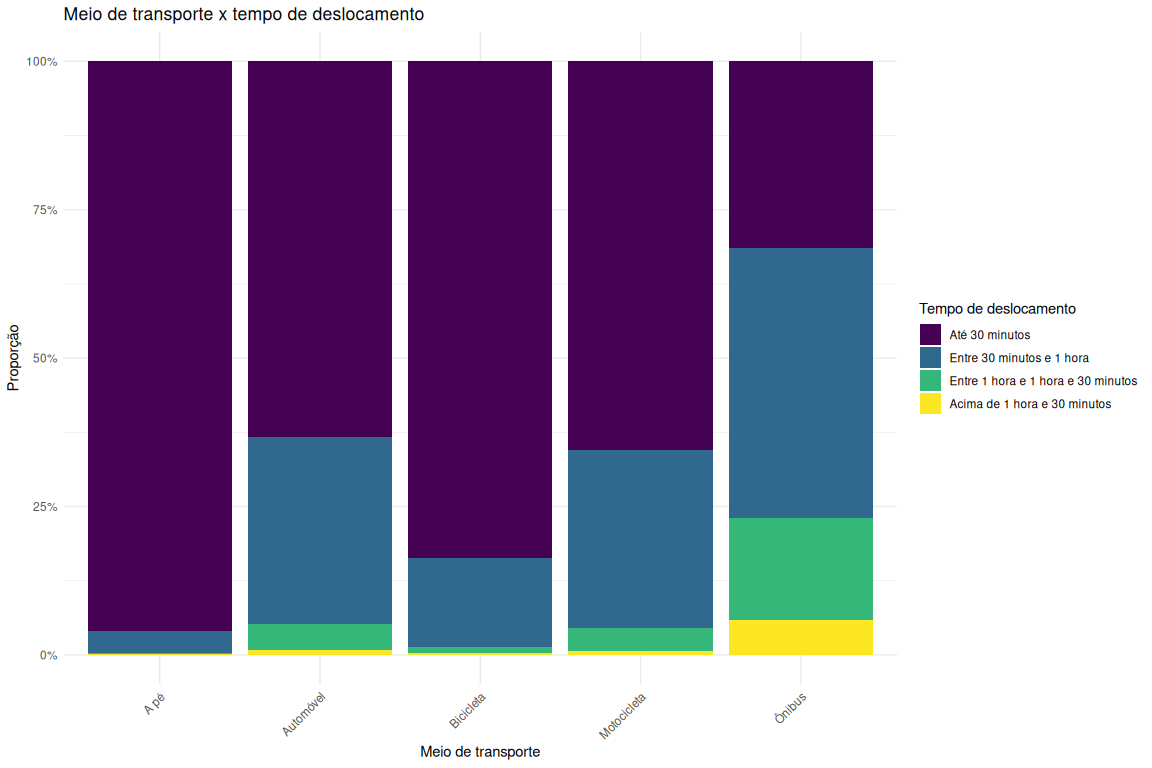 Meio de transporte x tempo de deslocamento
Proporção
100%
75%
50%
25%
0%
A pé
Automóvel
Bicicleta
Motocicleta
Ônibus
Meio de transporte
Tempo de deslocamento
Até 30 minutos
Entre 30 minutos e 1 hora
Entre 1 hora e 1 hora e 30 minutos
Acima de 1 hora e 30 minutos